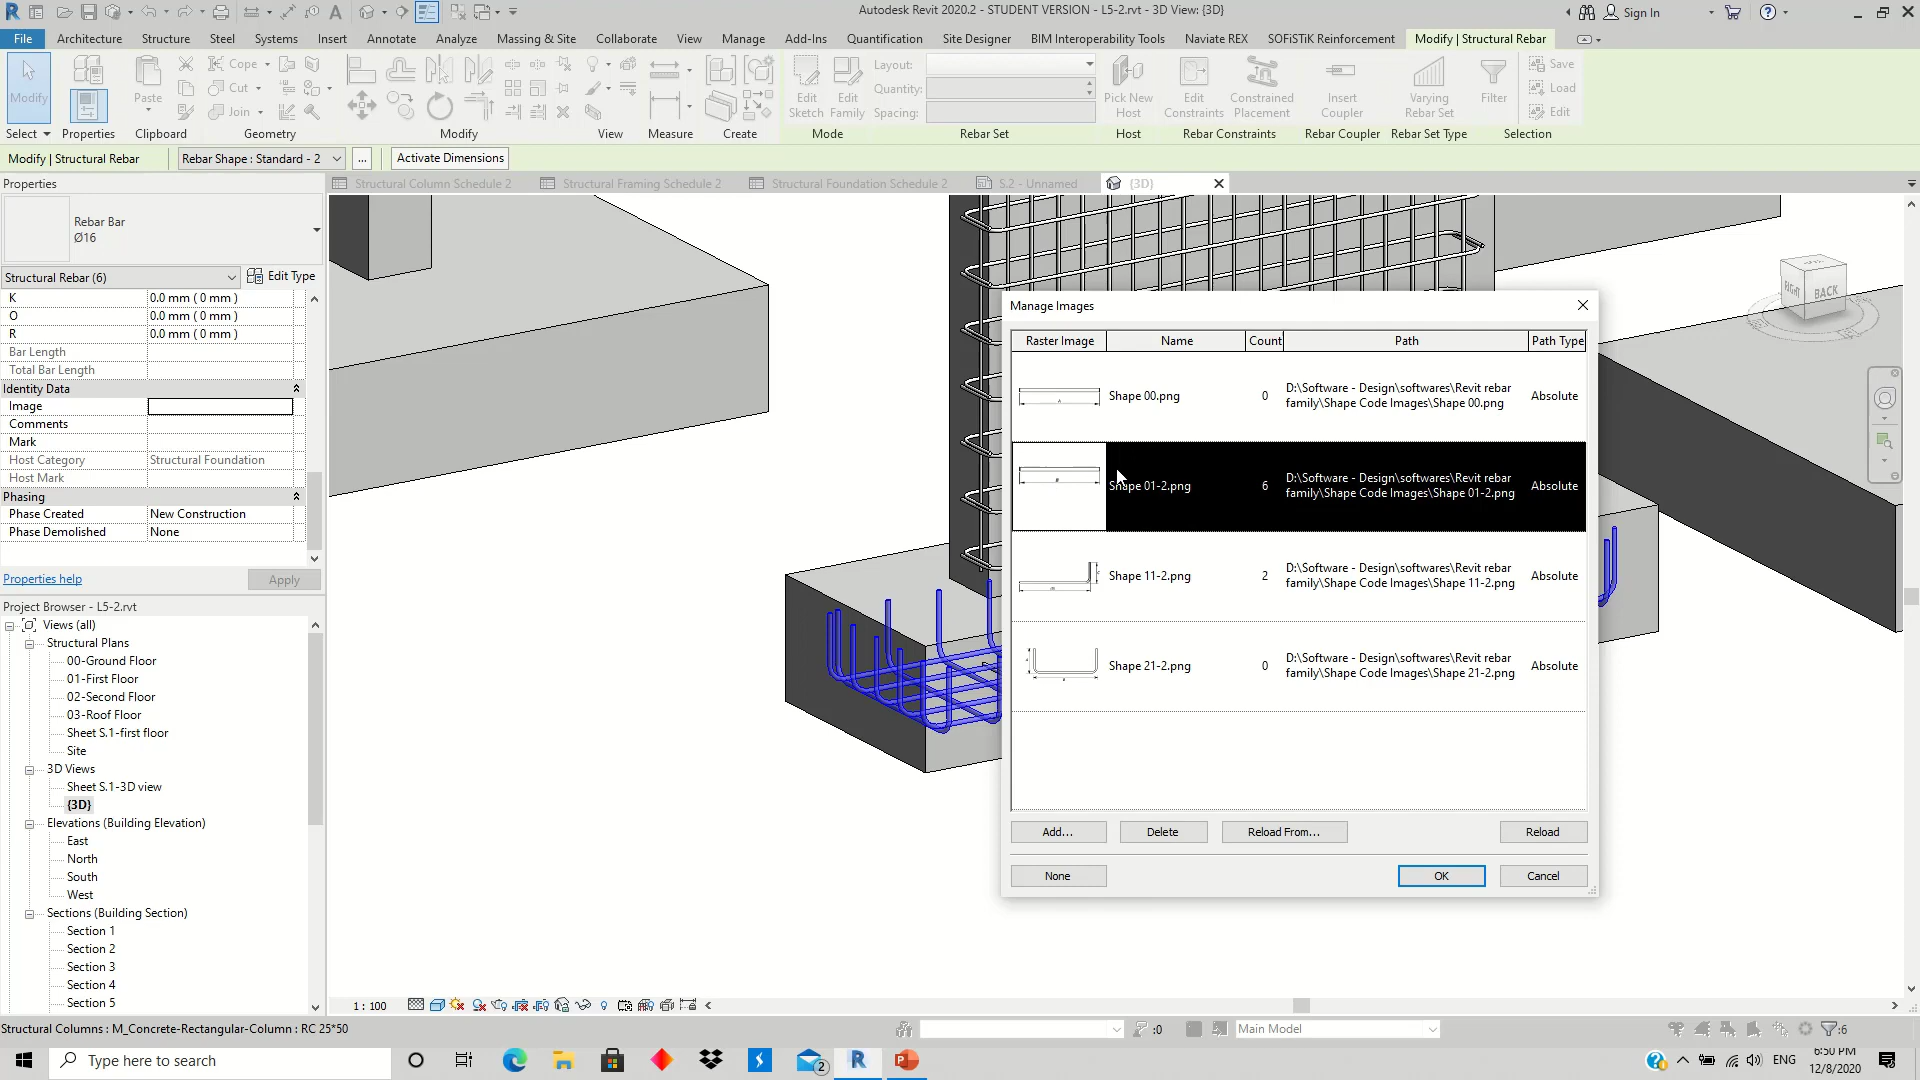 Autodesk Revit 2020.2 - STUDENT VERSION - L5-2.rvt - 3D View: {3D}
Sign In
File Architecture Structure Steel Systems Insert Annotate Analyze Massing & Site Collaborate View Manage Add-Ins Quantification Site Designer BIM Interoperability Tools Naviate REX SOFiSTiK Reinforcement Modify | Structural Rebar
Modify
Paste
Cope
Cut
Join
Edit Sketch
Edit Family
Layout:
Quantity:
Spacing:
Pick New Host
Edit Constraints
Constrained Placement
Insert Coupler
Varying Rebar Set
Filter
Save
Load
Edit
Select Properties Clipboard Geometry Modify View Measure Create Mode Rebar Set Host Rebar Constraints Rebar Coupler Rebar Set Type Selection
Modify | Structural Rebar
Rebar Shape : Standard - 2
...
Activate Dimensions
Properties
Structural Column Schedule 2
Structural Framing Schedule 2
Structural Foundation Schedule 2
S.2 - Unnamed
{3D}
Rebar Bar
Ø16
Structural Rebar (6)
Edit Type
K 0.0 mm ( 0 mm )
O 0.0 mm ( 0 mm )
R 0.0 mm ( 0 mm )
Bar Length
Total Bar Length
Identity Data
Image
Comments
Mark
Host Category Structural Foundation
Host Mark
Phasing
Phase Created New Construction
Phase Demolished None
Properties help
Apply
Project Browser - L5-2.rvt
Views (all)
Structural Plans
00-Ground Floor
01-First Floor
02-Second Floor
03-Roof Floor
Sheet S.1-first floor
Site
3D Views
Sheet S.1-3D view
{3D}
Elevations (Building Elevation)
East
North
South
West
Sections (Building Section)
Section 1
Section 2
Section 3
Section 4
Section 5
RIGHT
BACK
Manage Images
Raster Image Name Count Path Path Type
Shape 00.png 0 D:\Software - Design\softwares\Revit rebar family\Shape Code Images\Shape 00.png Absolute
Shape 01-2.png 6 D:\Software - Design\softwares\Revit rebar family\Shape Code Images\Shape 01-2.png Absolute
Shape 11-2.png 2 D:\Software - Design\softwares\Revit rebar family\Shape Code Images\Shape 11-2.png Absolute
Shape 21-2.png 0 D:\Software - Design\softwares\Revit rebar family\Shape Code Images\Shape 21-2.png Absolute
Add... Delete Reload From... Reload
None OK Cancel
1 : 100
Structural Columns : M_Concrete-Rectangular-Column : RC 25*50
:0
Main Model
:6
Type here to search
2
ENG
6:50 PM
12/8/2020